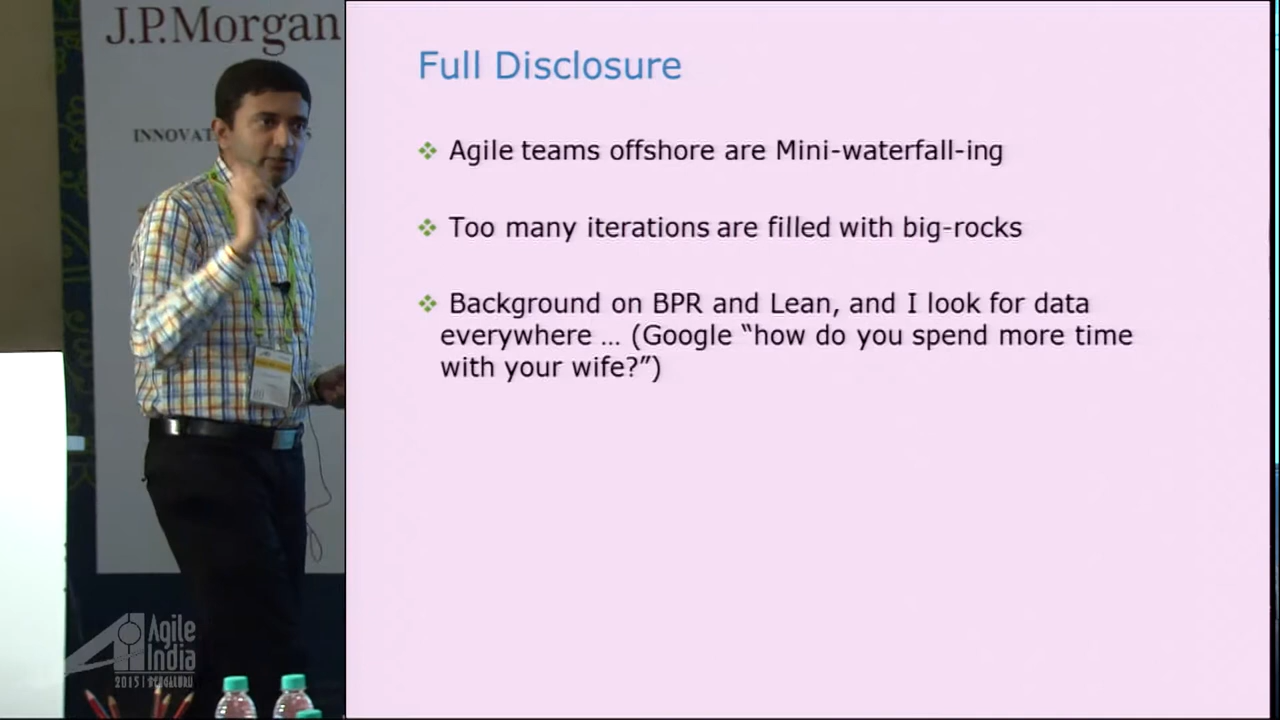 J.P.Morgan
Full Disclosure
Agile teams offshore are Mini-waterfall-ing
Too many iterations are filled with big-rocks
Background on BPR and Lean, and I look for data
everywhere ... (Google “how do you spend more time
with your wife?”)
Agile
India
2015 | BENGALURU